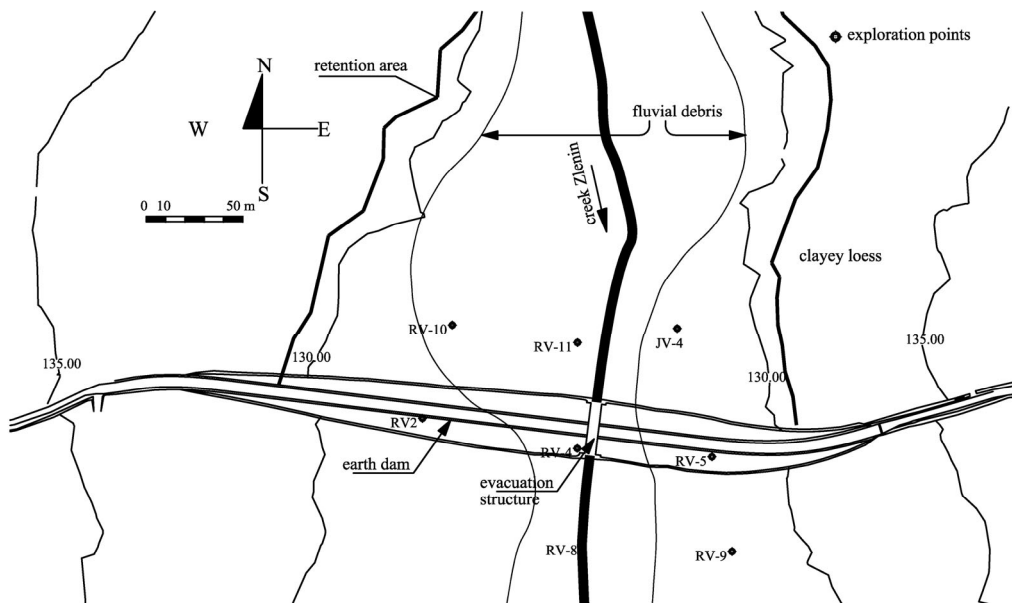 exploration points
retention area
N
fluvial debris
W
E
S
creek Zlenin
0 10 50 m
clayey loess
RV-10
RV-11
JV-4
135.00
130.00
135.00
130.00
RV2
RV-4
RV-5
earth dam
evacuation
structure
RV-8
RV-9